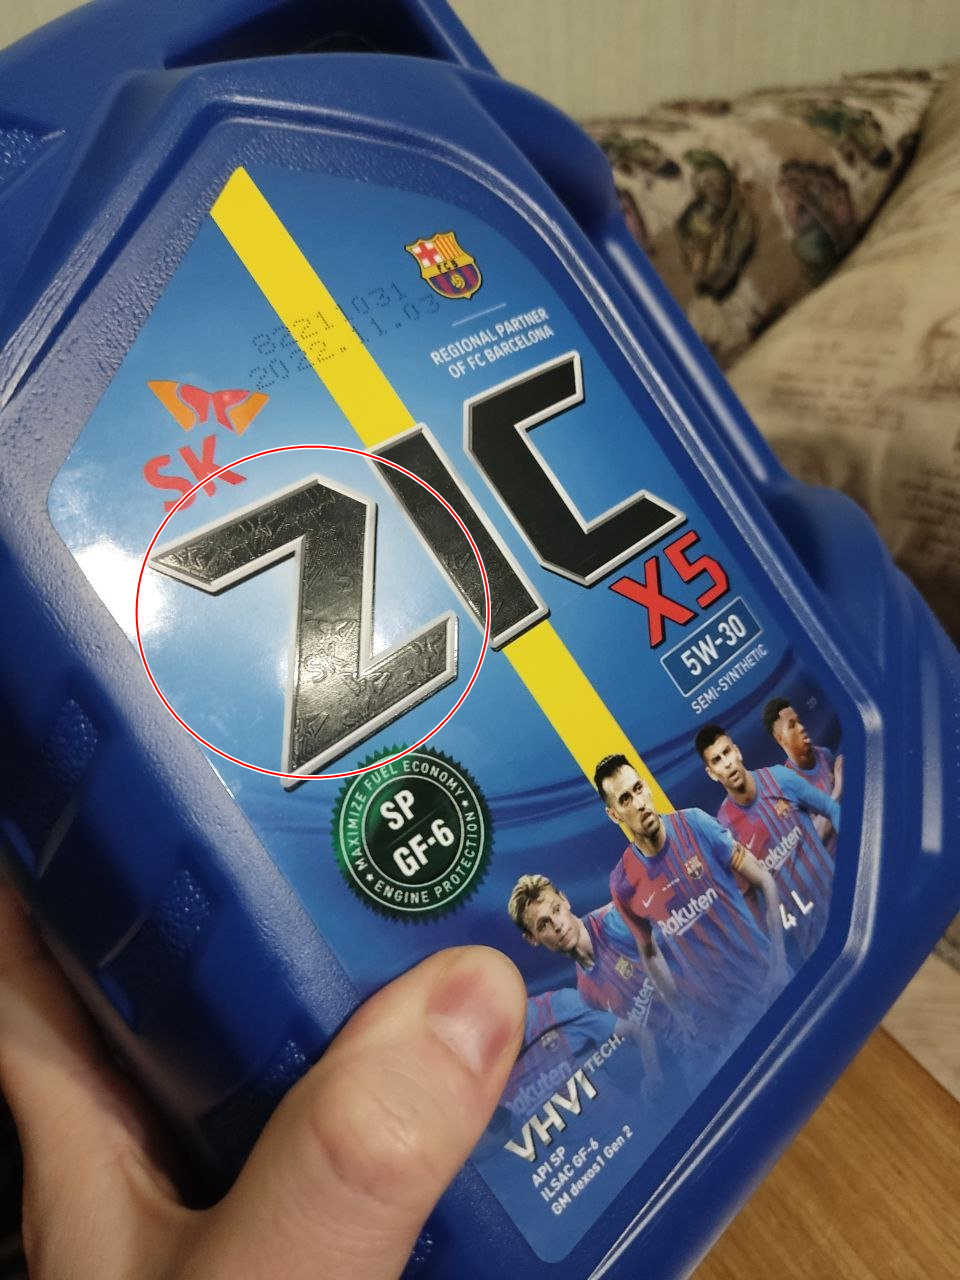 FCB
82211031
2022.11.03
REGIONAL PARTNER
OF FC BARCELONA
SK
ZIC
X5
5W-30
SEMI-SYNTHETIC
MAXIMIZE FUEL ECONOMY
SP
GF-6
ENGINE PROTECTION
Rakuten
Rakuten
Rakuten
4 L
VHVI TECH.
API SP
ILSAC GF-6
GM dexos1 Gen 2